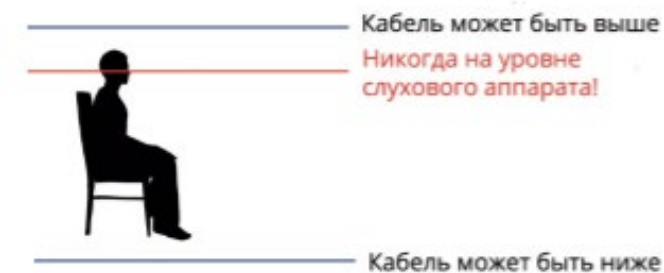 Кабель может быть выше
Никогда на уровне
слухового аппарата!
Кабель может быть ниже